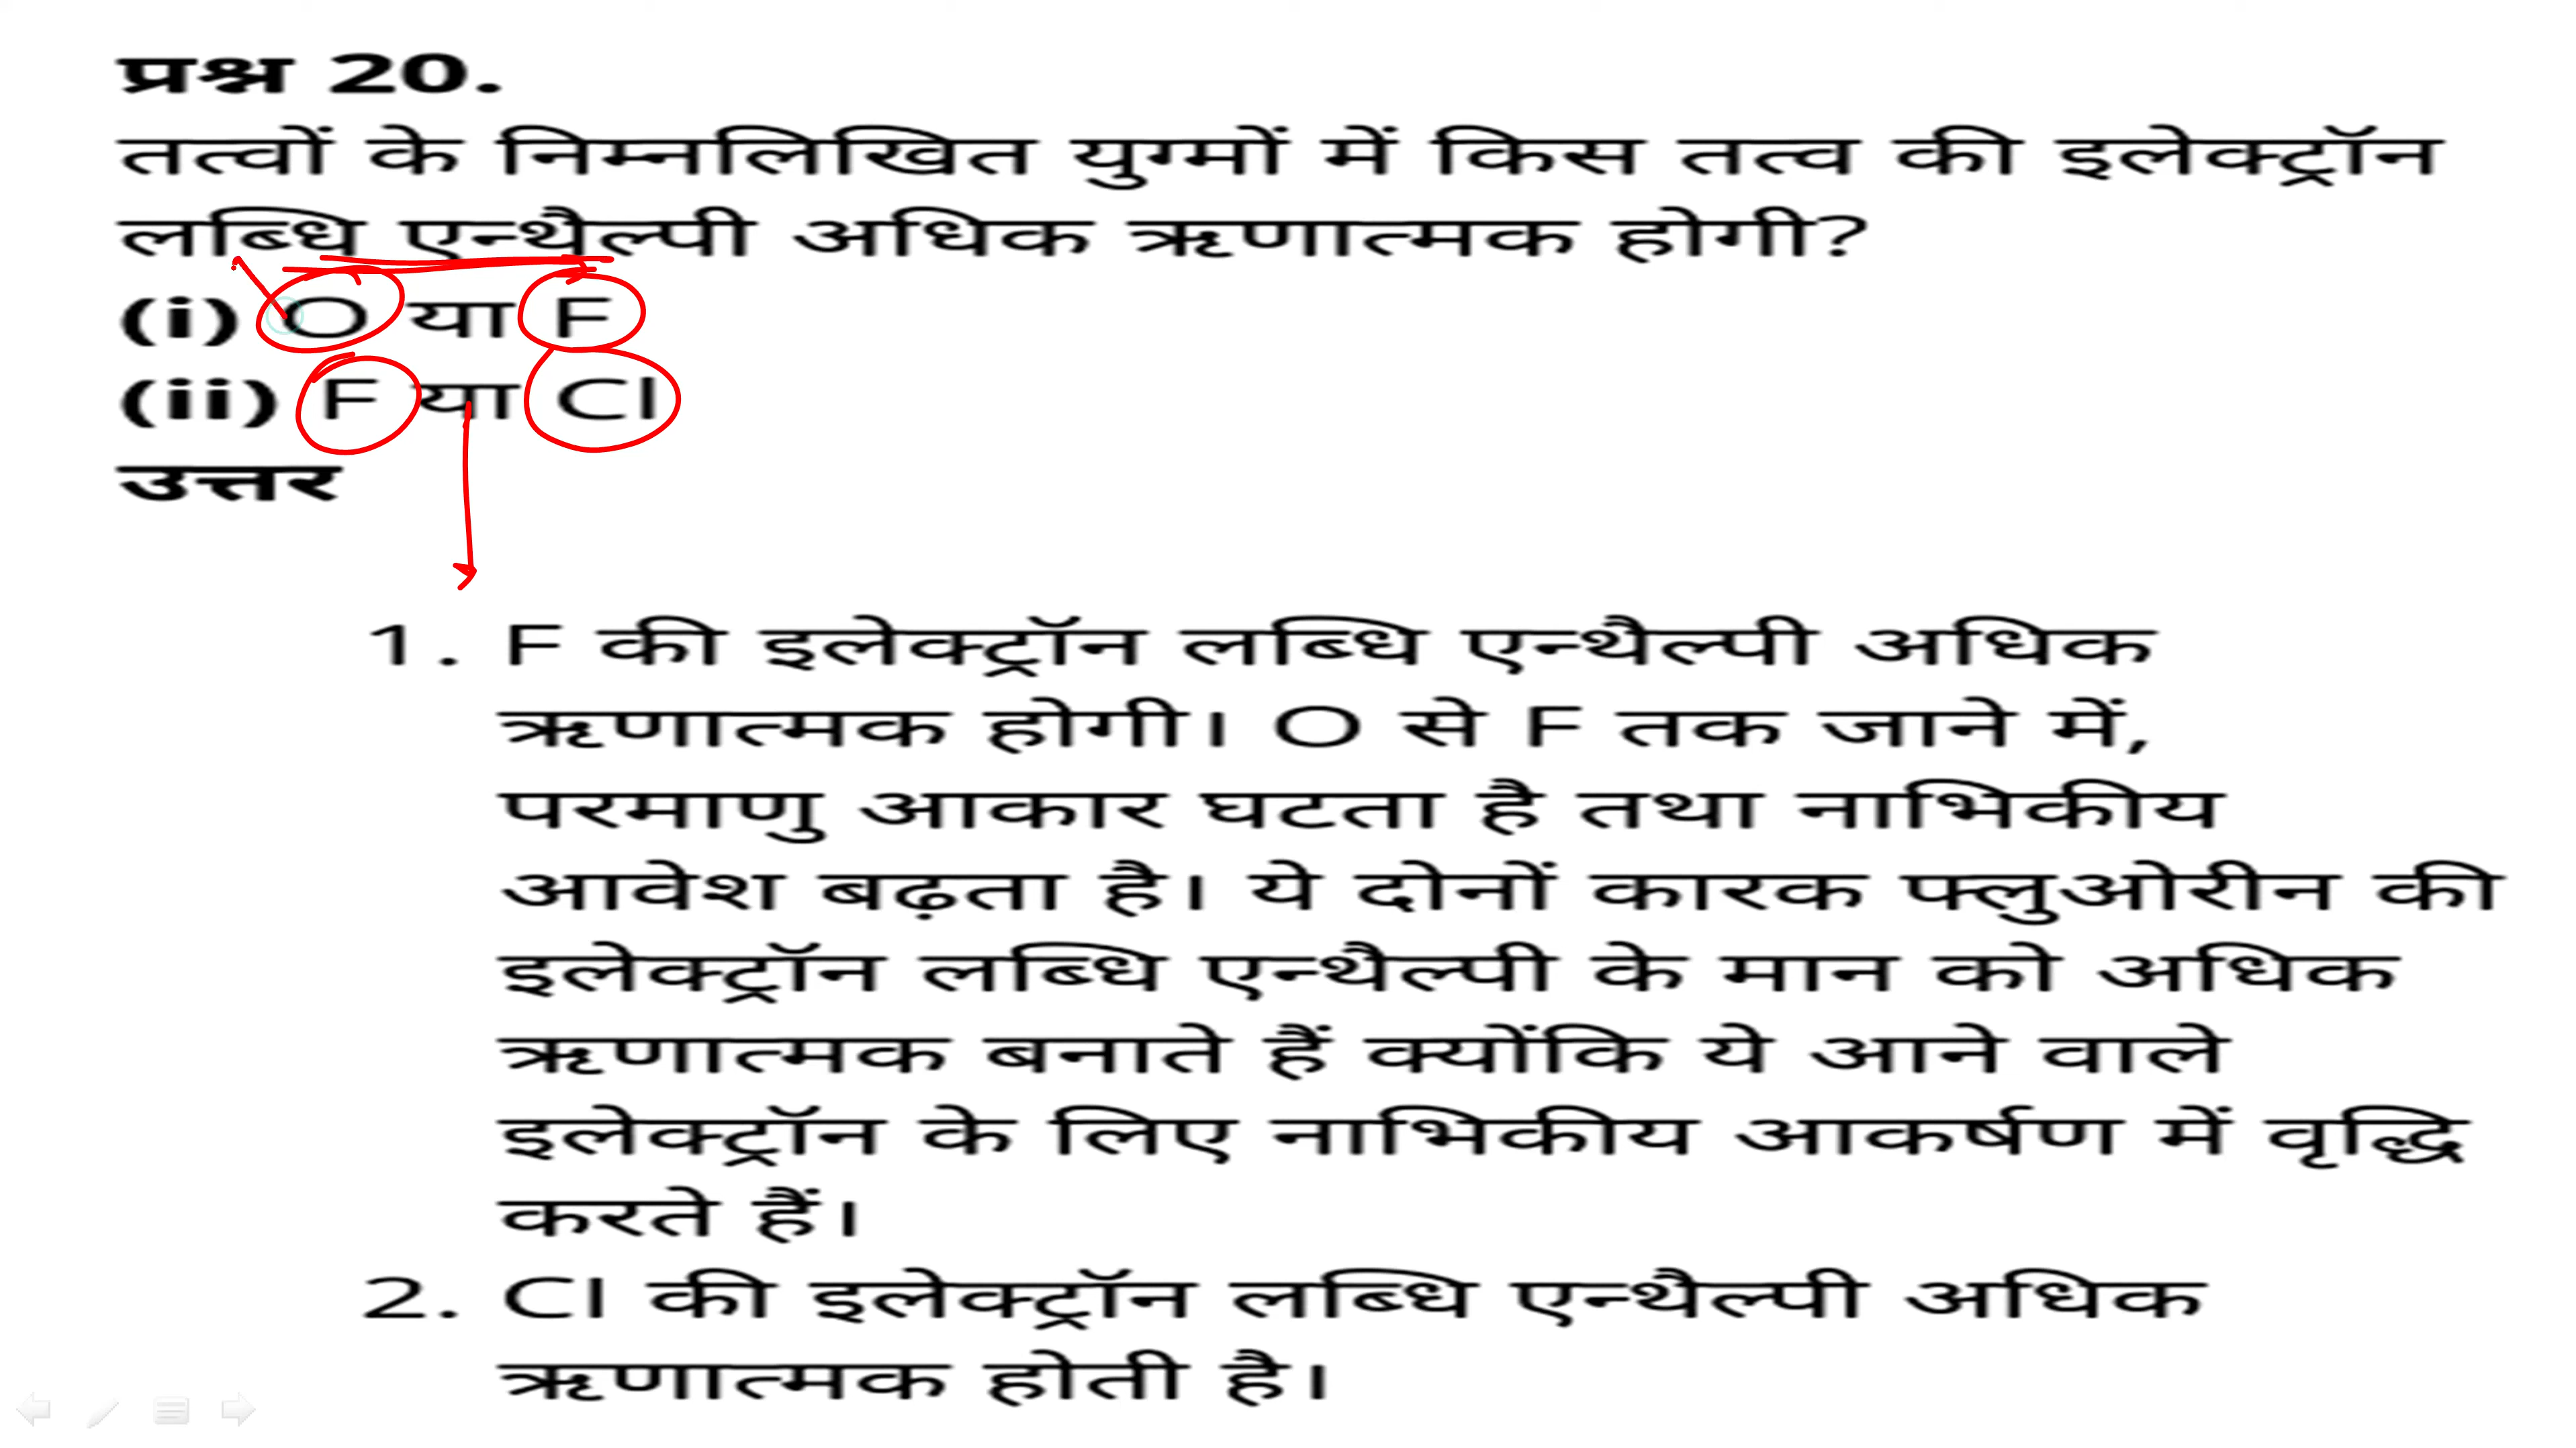 प्रश्न 20.
तत्वों के निम्नलिखित युग्मों में किस तत्व की इलेक्ट्रॉन
लब्धि एन्थैल्पी अधिक ऋणात्मक होगी?
(i) O या F
(ii) F या Cl
उत्तर
1. F की इलेक्ट्रॉन लब्धि एन्थैल्पी अधिक
ऋणात्मक होगी। O से F तक जाने में,
परमाणु आकार घटता है तथा नाभिकीय
आवेश बढ़ता है। ये दोनों कारक फ्लुओरीन की
इलेक्ट्रॉन लब्धि एन्थैल्पी के मान को अधिक
ऋणात्मक बनाते हैं क्योंकि ये आने वाले
इलेक्ट्रॉन के लिए नाभिकीय आकर्षण में वृद्धि
करते हैं।
2. Cl की इलेक्ट्रॉन लब्धि एन्थैल्पी अधिक
ऋणात्मक होती है।